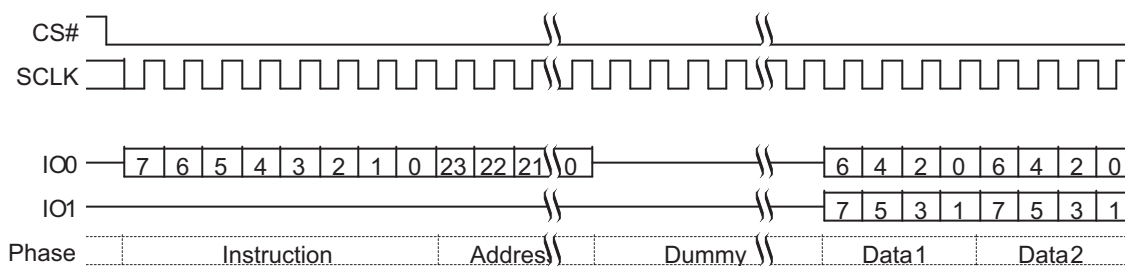 CS#
SCLK
IO0 7 6 5 4 3 2 1 0 23 22 21 0 6 4 2 0 6 4 2 0
IO1 7 5 3 1 7 5 3 1
Phase Instruction Address Dummy Data1 Data2